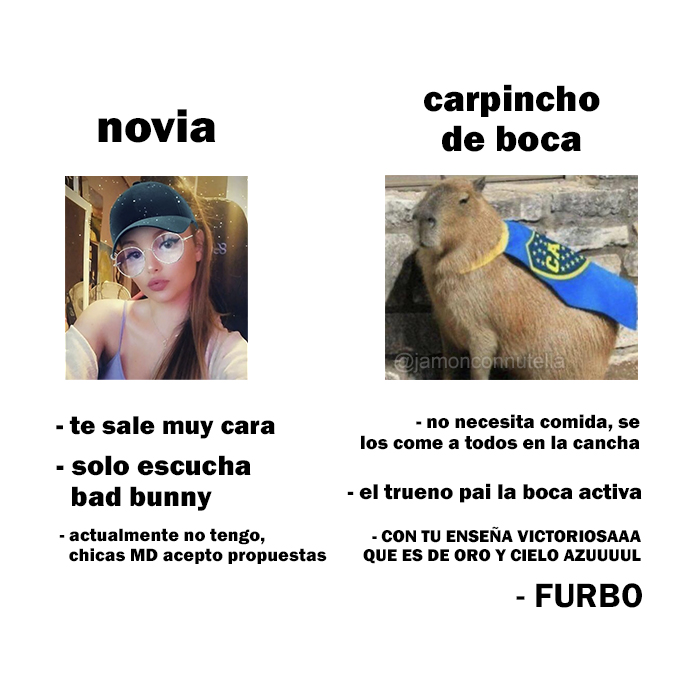 novia
- te sale muy cara
- solo escucha
bad bunny
- actualmente no tengo,
chicas MD acepto propuestas
carpincho
de boca
CA
@jamonconnutella
- no necesita comida, se
los come a todos en la cancha
- el trueno pai la boca activa
- CON TU ENSEÑA VICTORIOSAAA
QUE ES DE ORO Y CIELO AZUUUUL
- FURBO